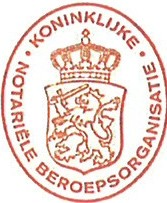 KONINKLIJKE · NOTARIËLE BEROEPSORGANISATIE ·